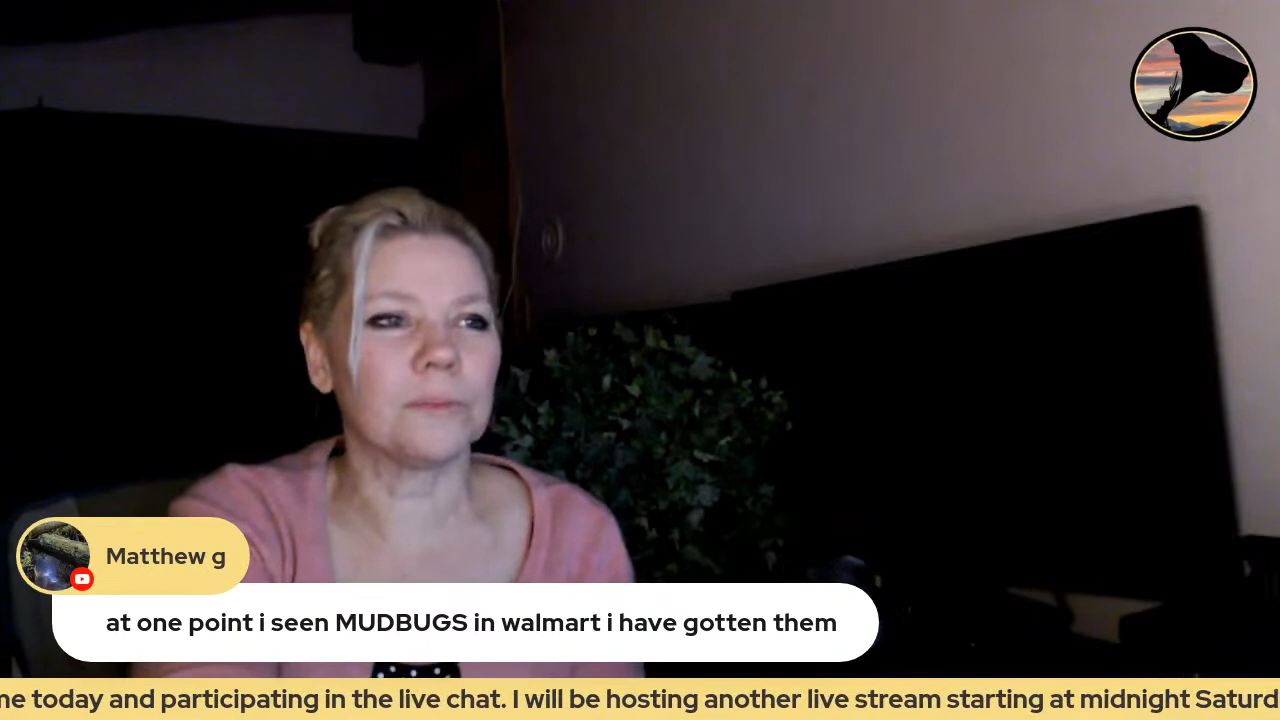 Matthew g
at one point i seen MUDBUGS in walmart i have gotten them
me today and participating in the live chat. I will be hosting another live stream starting at midnight Saturd